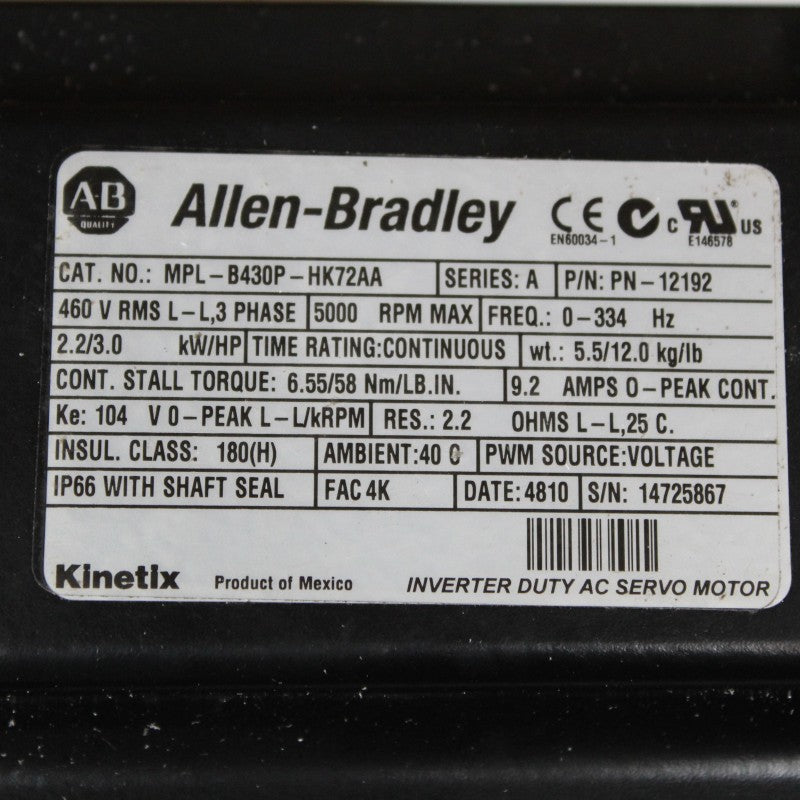 AB QUALITY Allen-Bradley CE EN60034-1 c RU US E146578
CAT. NO.: MPL-B430P-HK72AA SERIES: A P/N: PN-12192
460 V RMS L-L,3 PHASE 5000 RPM MAX FREQ.: 0-334 Hz
2.2/3.0 kW/HP TIME RATING:CONTINUOUS wt.: 5.5/12.0 kg/lb
CONT. STALL TORQUE: 6.55/58 Nm/LB.IN. 9.2 AMPS 0-PEAK CONT.
Ke: 104 V 0-PEAK L-L/kRPM RES.: 2.2 OHMS L-L,25 C.
INSUL. CLASS: 180(H) AMBIENT:40 C PWM SOURCE:VOLTAGE
IP66 WITH SHAFT SEAL FAC 4K DATE:4810 S/N: 14725867
Kinetix Product of Mexico INVERTER DUTY AC SERVO MOTOR